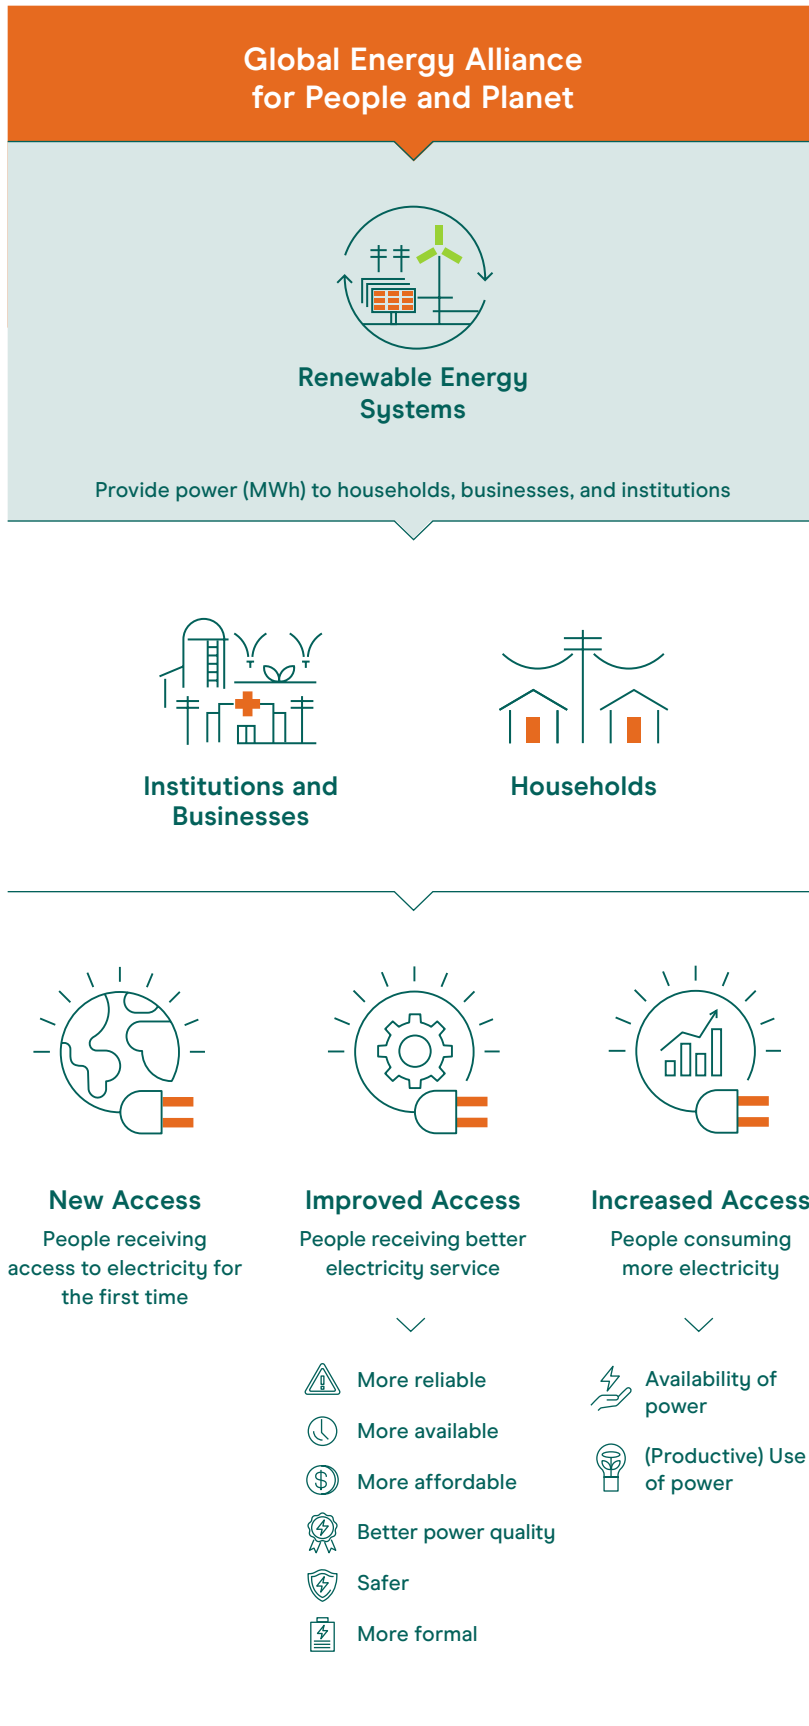 Global Energy Alliance
for People and Planet
Renewable Energy
Systems
Provide power (MWh) to households, businesses, and institutions
Institutions and
Businesses
Households
New Access
People receiving
access to electricity for
the first time
Improved Access
People receiving better
electricity service
More reliable
More available
$
More affordable
Better power quality
Safer
More formal
Increased Access
People consuming
more electricity
Availability of
power
(Productive) Use
of power